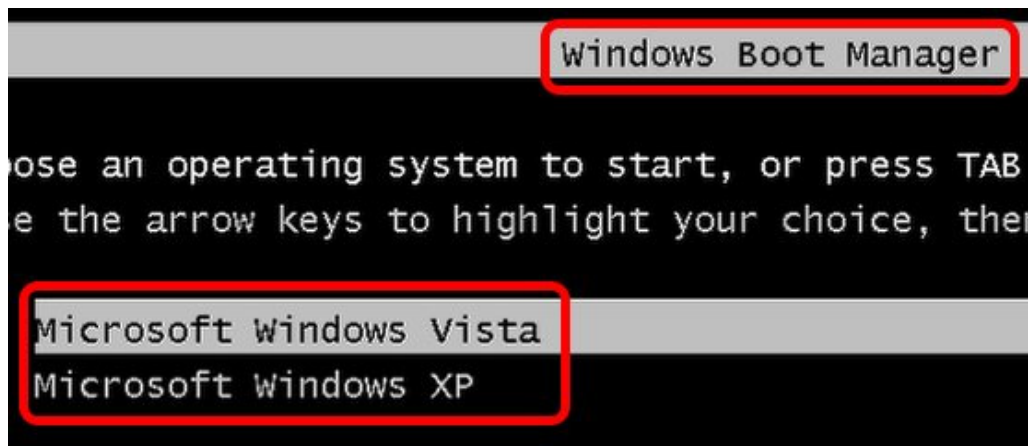 Windows Boot Manager
oose an operating system to start, or press TAB
e the arrow keys to highlight your choice, the
Microsoft Windows Vista
Microsoft Windows XP